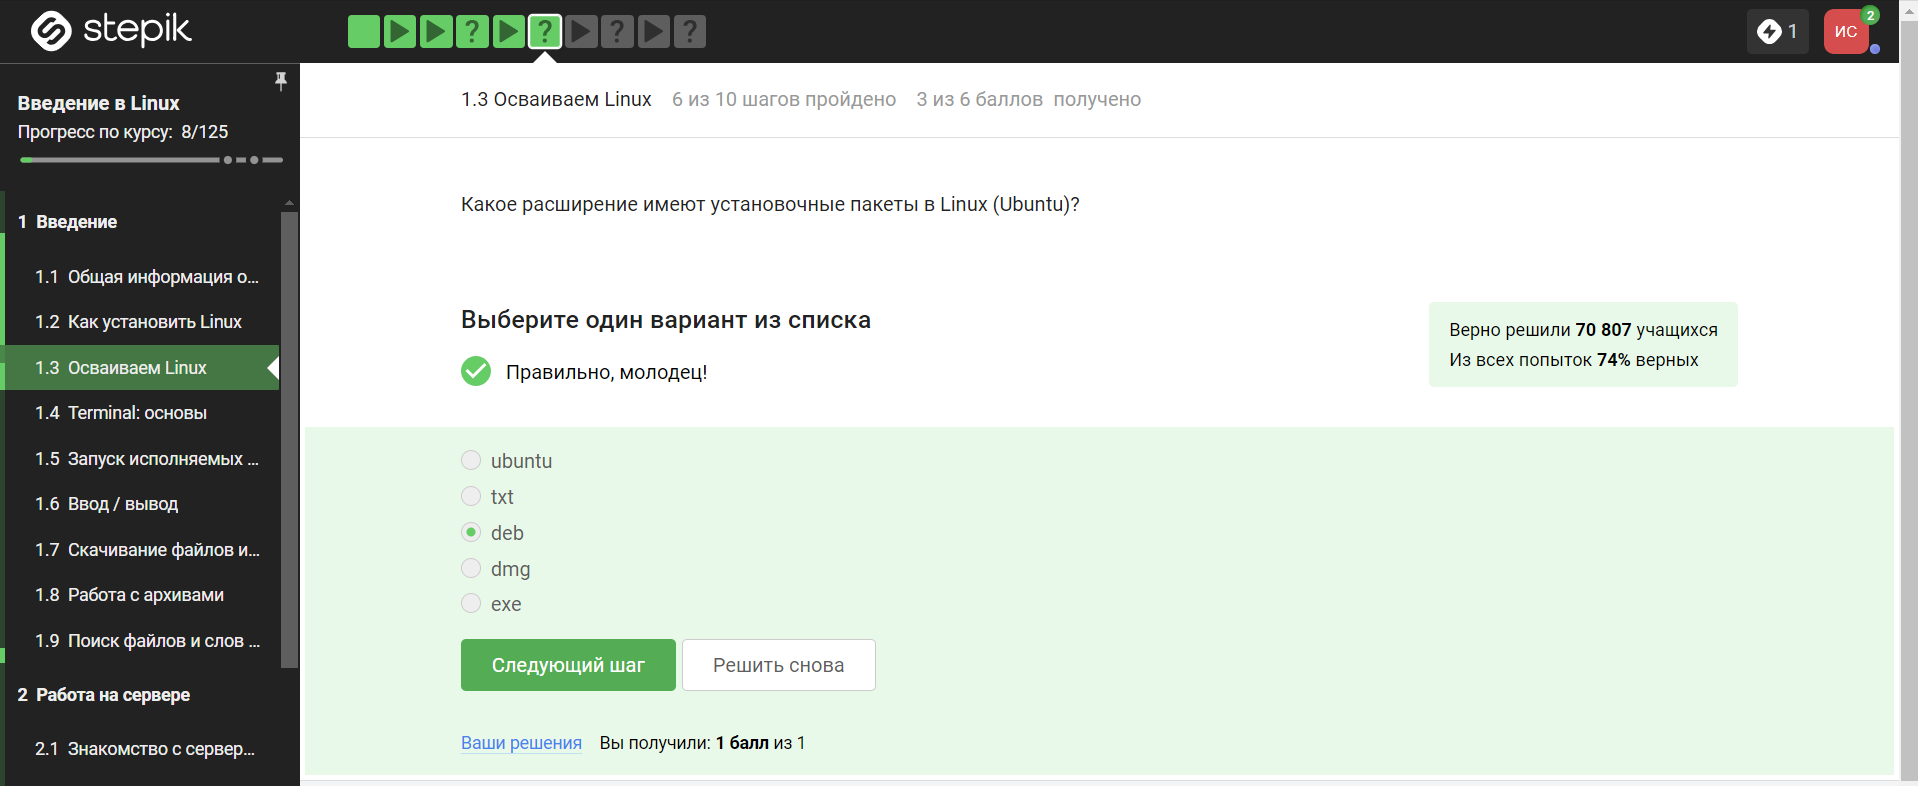 stepik
? ? ? ?
1
ИС
2
Введение в Linux
Прогресс по курсу: 8/125
1 Введение
1.1 Общая информация о...
1.2 Как установить Linux
1.3 Осваиваем Linux
1.4 Terminal: основы
1.5 Запуск исполняемых ...
1.6 Ввод / вывод
1.7 Скачивание файлов и...
1.8 Работа с архивами
1.9 Поиск файлов и слов ...
2 Работа на сервере
2.1 Знакомство с сервер...
1.3 Осваиваем Linux 6 из 10 шагов пройдено 3 из 6 баллов получено
Какое расширение имеют установочные пакеты в Linux (Ubuntu)?
Выберите один вариант из списка
Правильно, молодец!
Верно решили 70 807 учащихся
Из всех попыток 74% верных
ubuntu
txt
deb
dmg
exe
Следующий шаг
Решить снова
Ваши решения Вы получили: 1 балл из 1